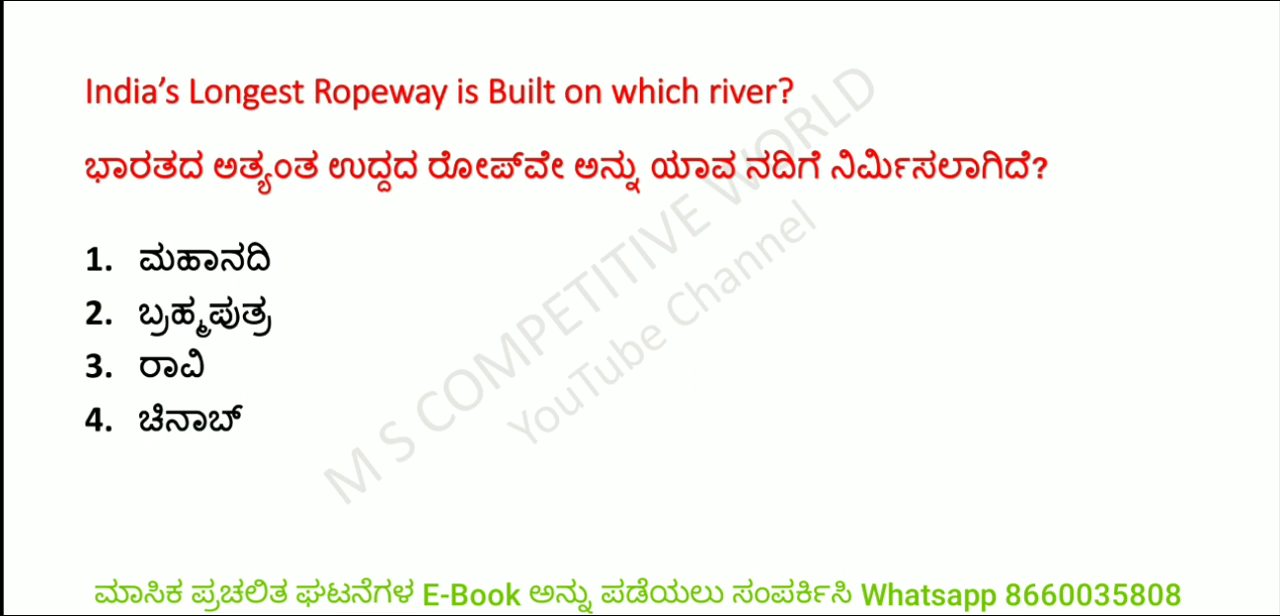 India's Longest Ropeway is Built on which river?
ಭಾರತದ ಅತ್ಯಂತ ಉದ್ದದ ರೋಪ್‌ವೇ ಅನ್ನು ಯಾವ ನದಿಗೆ ನಿರ್ಮಿಸಲಾಗಿದೆ?
1. ಮಹಾನದಿ
2. ಬ್ರಹ್ಮಪುತ್ರ
3. ರಾವಿ
4. ಚಿನಾಬ್
M S COMPETITIVE WORLD
YouTube Channel
ಮಾಸಿಕ ಪ್ರಚಲಿತ ಘಟನೆಗಳ E-Book ಅನ್ನು ಪಡೆಯಲು ಸಂಪರ್ಕಿಸಿ Whatsapp 8660035808